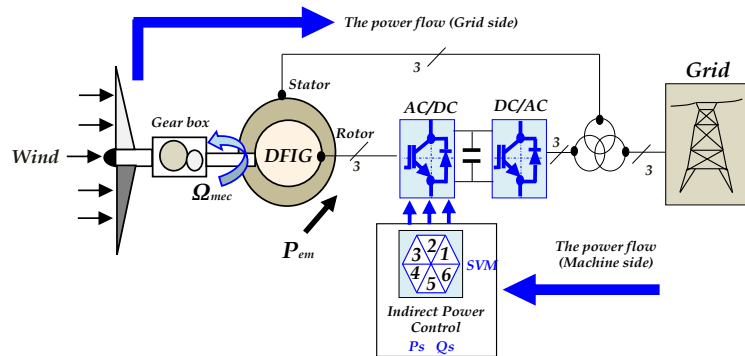 The power flow (Grid side)
3
Stator
Grid
AC/DC
DC/AC
Gear box
Rotor
Wind
DFIG
3
3
3
Ωmec
Pem
The power flow
(Machine side)
2
3 1
4 6
5
SVM
Indirect Power
Control
Ps Qs